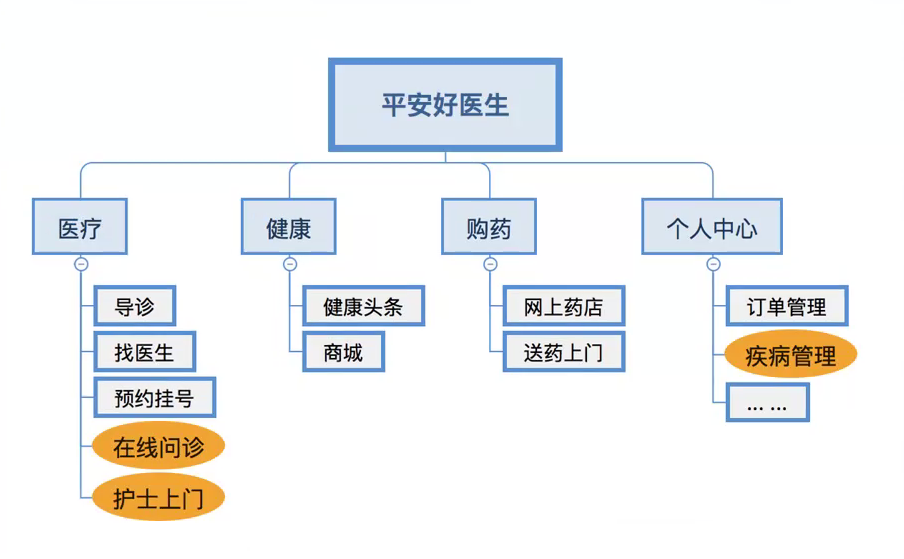 平安好医生
医疗
健康
购药
个人中心
导诊
找医生
预约挂号
在线问诊
护士上门
健康头条
商城
网上药店
送药上门
订单管理
疾病管理
... ...